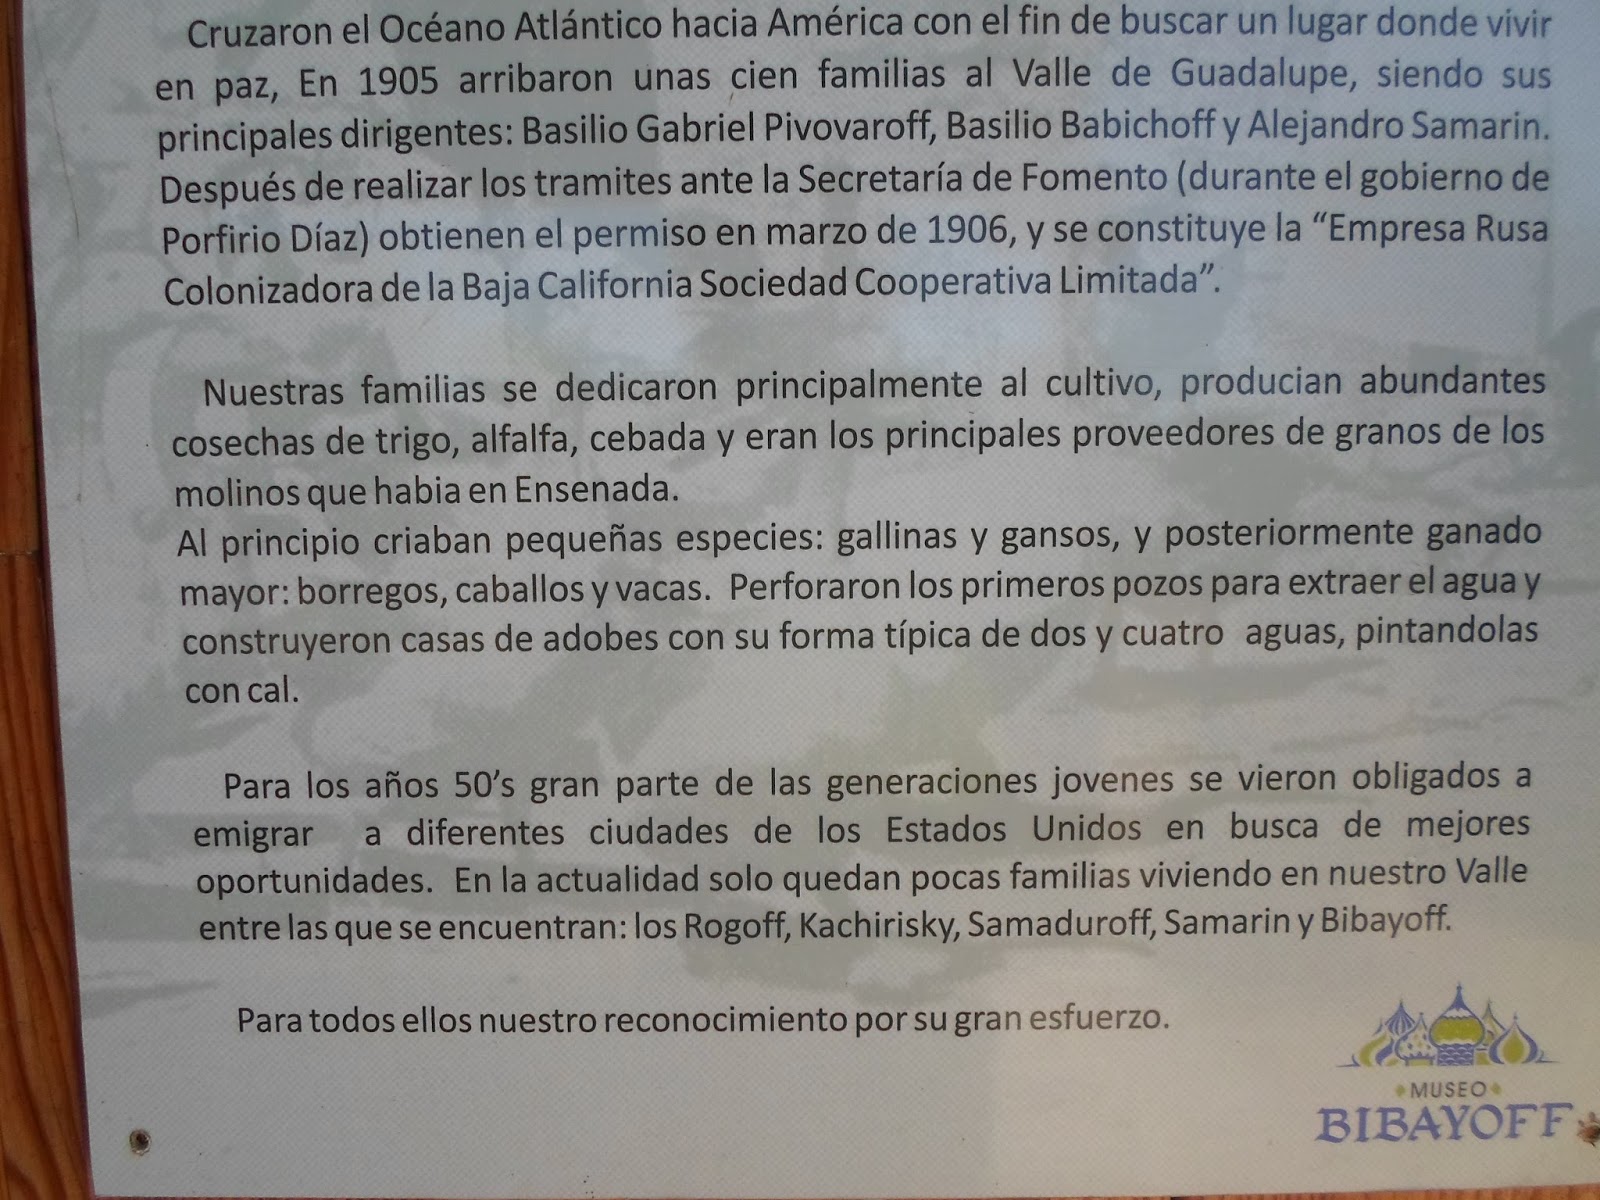 Cruzaron el Océano Atlántico hacia América con el fin de buscar un lugar donde vivir
en paz, En 1905 arribaron unas cien familias al Valle de Guadalupe, siendo sus
principales dirigentes: Basilio Gabriel Pivovaroff, Basilio Babichoff y Alejandro Samarin.
Después de realizar los tramites ante la Secretaría de Fomento (durante el gobierno de
Porfirio Díaz) obtienen el permiso en marzo de 1906, y se constituye la “Empresa Rusa
Colonizadora de la Baja California Sociedad Cooperativa Limitada”.
Nuestras familias se dedicaron principalmente al cultivo, producian abundantes
cosechas de trigo, alfalfa, cebada y eran los principales proveedores de granos de los
molinos que habia en Ensenada.
Al principio criaban pequeñas especies: gallinas y gansos, y posteriormente ganado
mayor: borregos, caballos y vacas. Perforaron los primeros pozos para extraer el agua y
construyeron casas de adobes con su forma típica de dos y cuatro aguas, pintandolas
con cal.
Para los años 50’s gran parte de las generaciones jovenes se vieron obligados a
emigrar a diferentes ciudades de los Estados Unidos en busca de mejores
oportunidades. En la actualidad solo quedan pocas familias viviendo en nuestro Valle
entre las que se encuentran: los Rogoff, Kachirisky, Samaduroff, Samarin y Bibayoff.
Para todos ellos nuestro reconocimiento por su gran esfuerzo.
MUSEO
BIBAYOFF